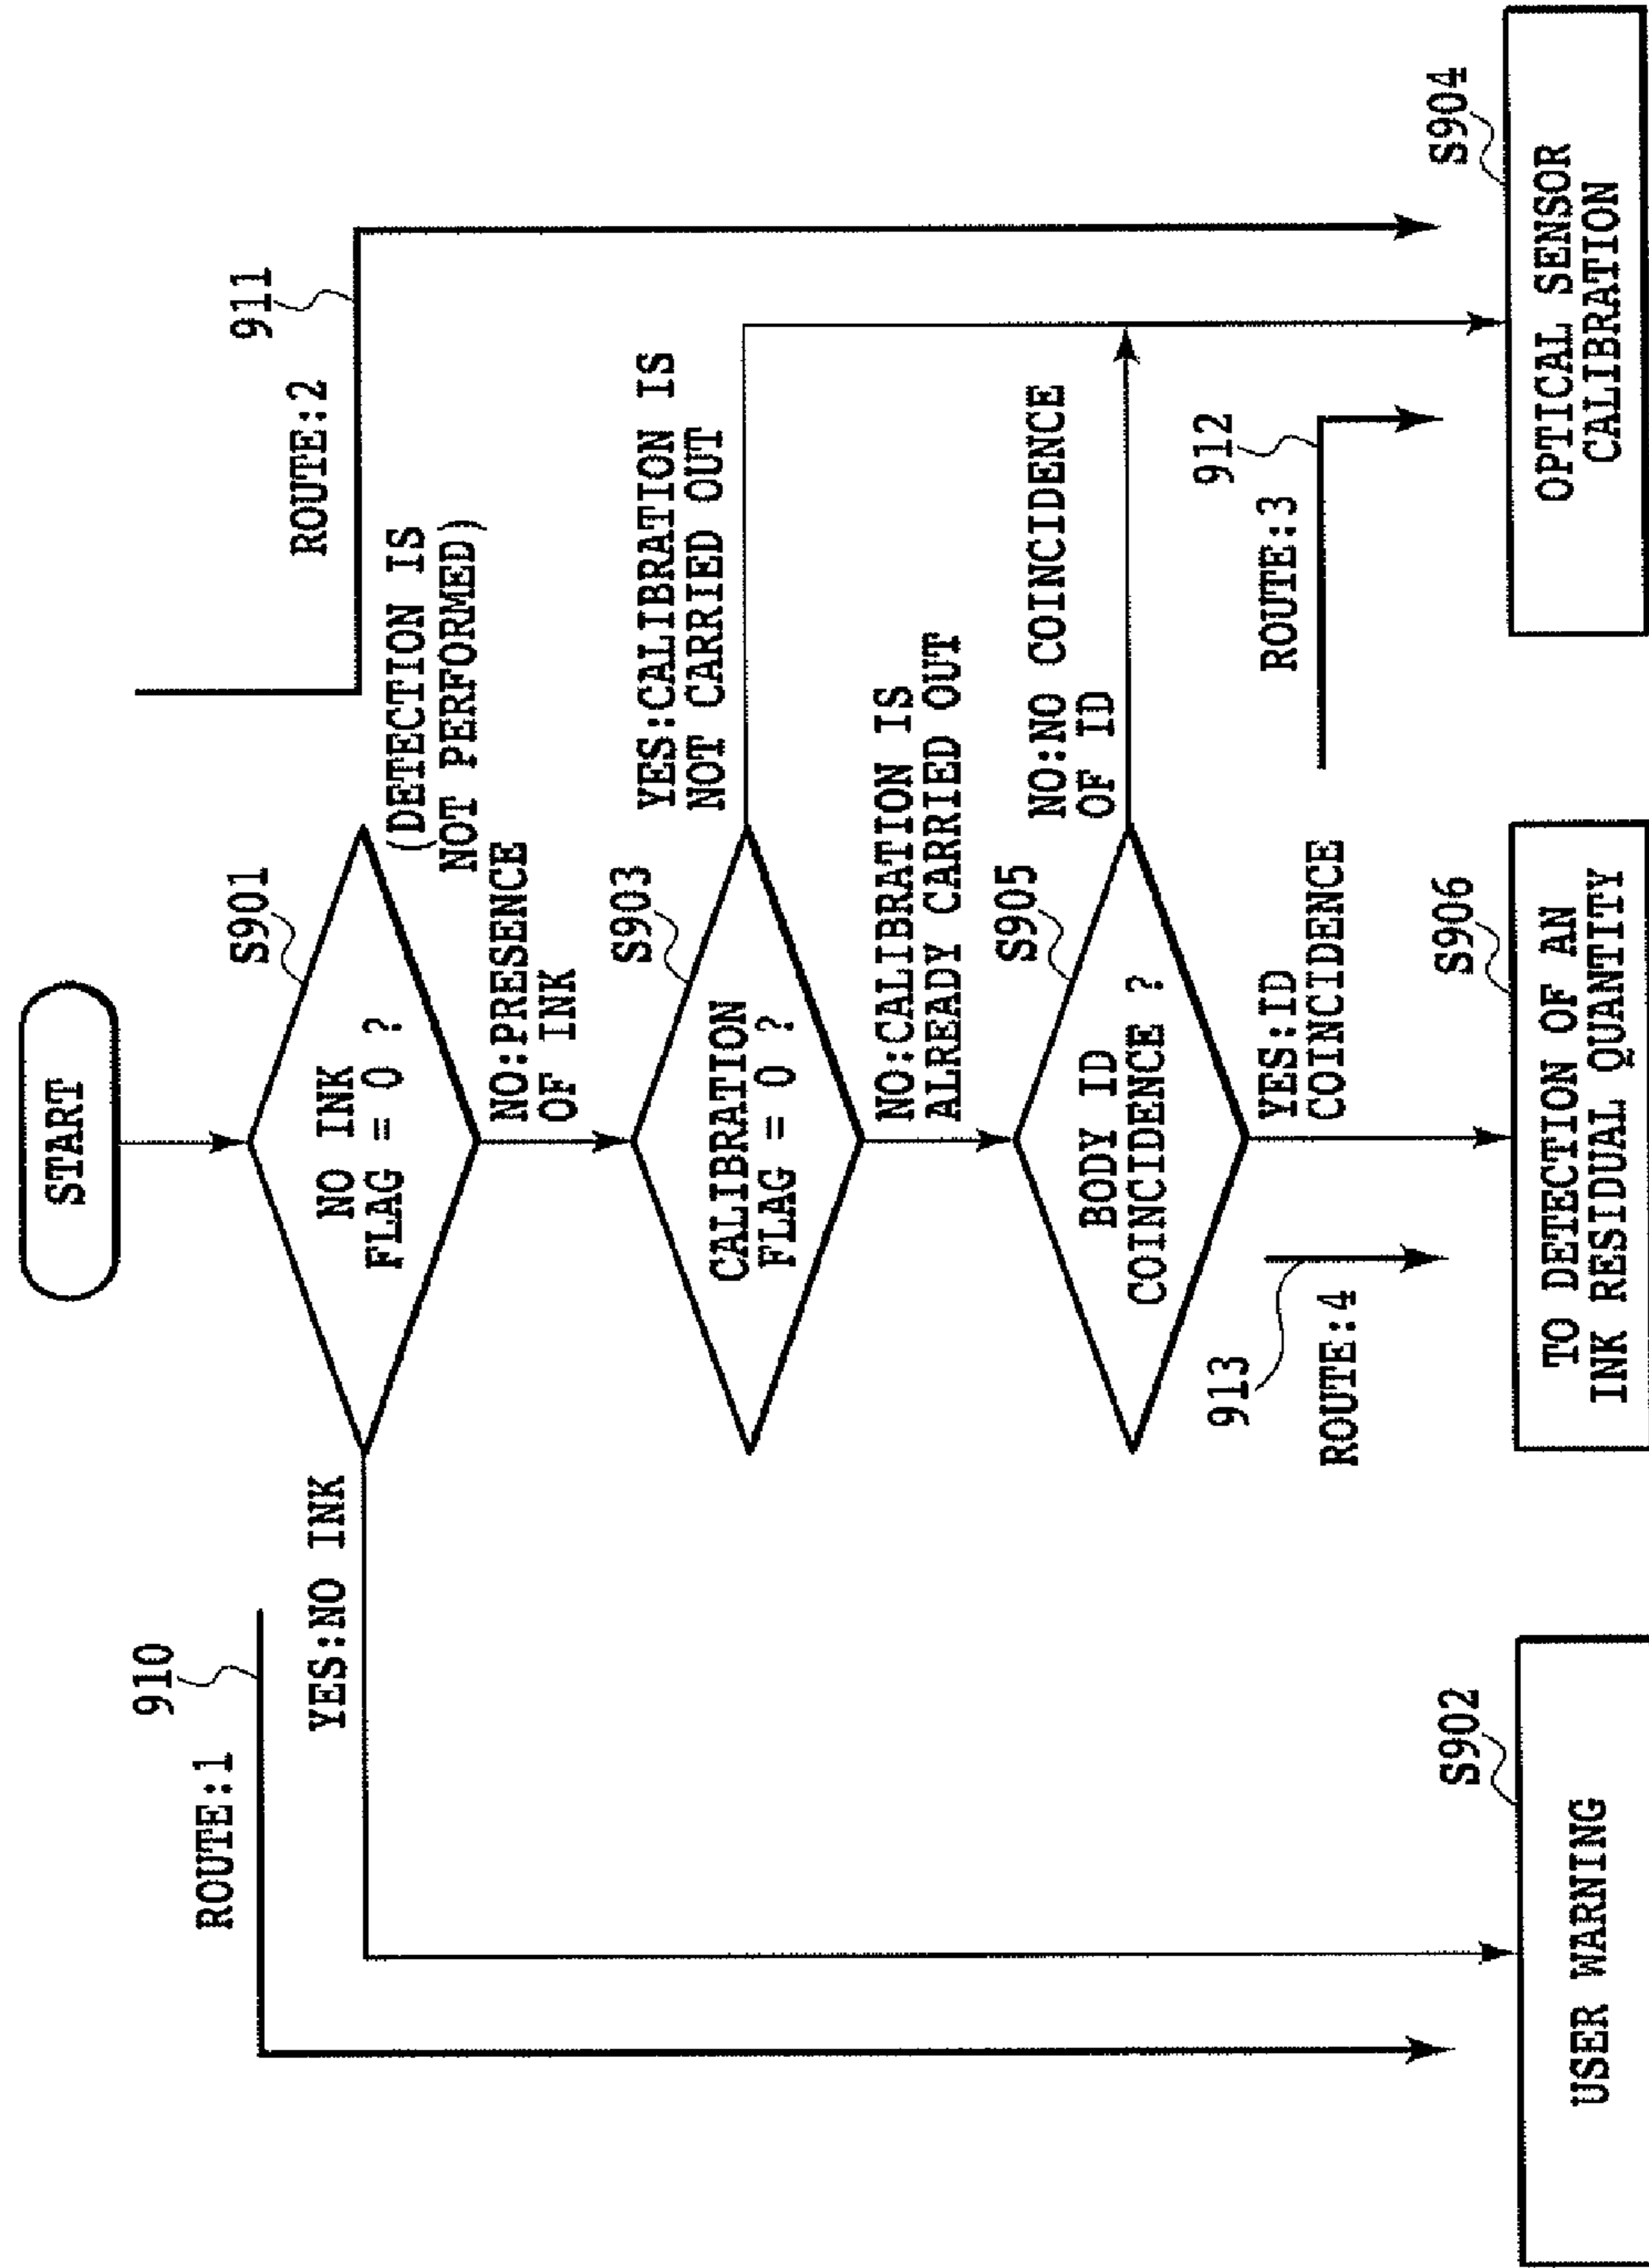 START
S901
NO INK
FLAG = 0 ?
YES:NO INK
910
ROUTE:1
ROUTE:2
911
(DETECTION IS
NOT PERFORMED)
NO:PRESENCE
OF INK
S903
CALIBRATION
FLAG = 0 ?
YES:CALIBRATION IS
NOT CARRIED OUT
NO:CALIBRATION IS
ALREADY CARRIED OUT
S905
BODY ID
COINCIDENCE ?
NO:NO COINCIDENCE
OF ID
YES:ID
COINCIDENCE
913
ROUTE:4
912
ROUTE:3
S902
USER WARNING
S906
TO DETECTION OF AN
INK RESIDUAL QUANTITY
S904
OPTICAL SENSOR
CALIBRATION